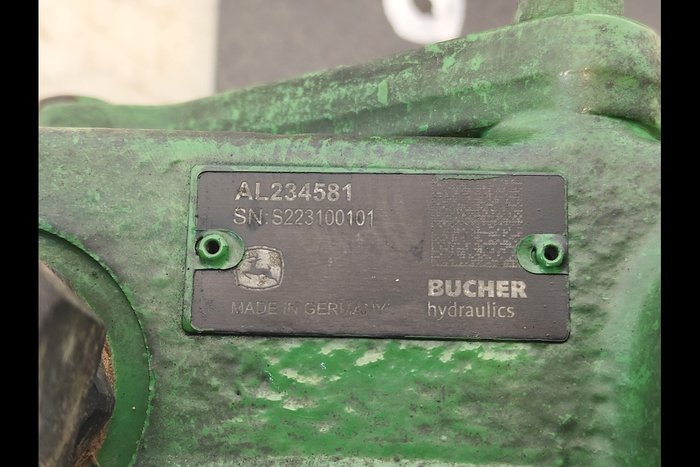 AL234581
SN:S223100101
MADE IN GERMANY
BUCHER
hydraulics